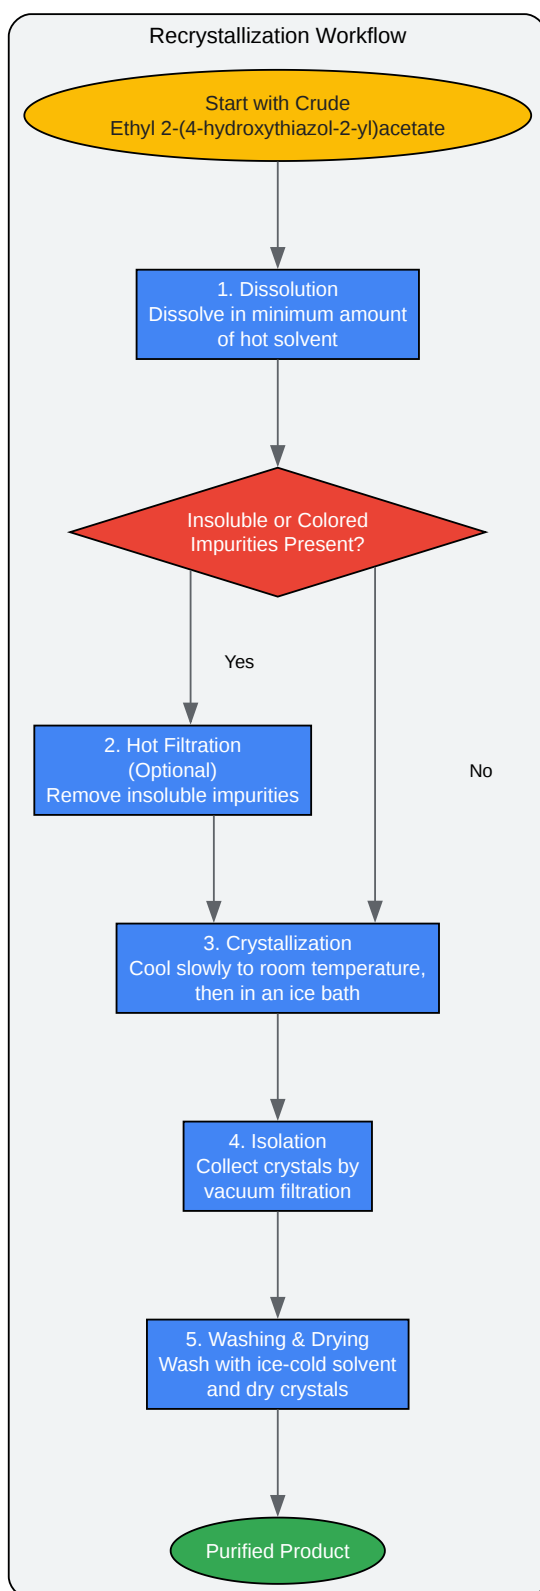 Recrystallization Workflow
Start with Crude
Ethyl 2-(4-hydroxythiazol-2-yl)acetate
1. Dissolution
Dissolve in minimum amount
of hot solvent
Insoluble or Colored
Impurities Present?
Yes
2. Hot Filtration
(Optional)
Remove insoluble impurities
No
3. Crystallization
Cool slowly to room temperature,
then in an ice bath
4. Isolation
Collect crystals by
vacuum filtration
5. Washing & Drying
Wash with ice-cold solvent
and dry crystals
Purified Product